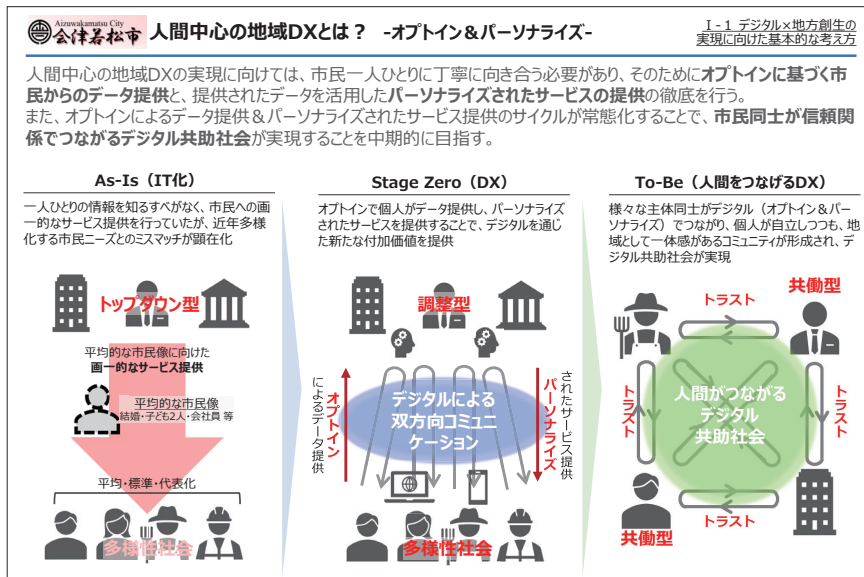 Aizuwakamatsu City
会津若松市
人間中心の地域DXとは? -オプトイン&パーソナライズ-
Ⅰ-1 デジタル×地方創生の
実現に向けた基本的な考え方
人間中心の地域DXの実現に向けては、市民一人ひとりに丁寧に向き合う必要があり、そのためにオプトインに基づく市
民からのデータ提供と、提供されたデータを活用したパーソナライズされたサービスの提供の徹底を行う。
また、オプトインによるデータ提供&パーソナライズされたサービス提供のサイクルが常態化することで、市民同士が信頼関
係でつながるデジタル共助社会が実現することを中期的に目指す。
As-Is(IT化)
一人ひとりの情報を知るすべがなく、市民への画
一的なサービス提供を行っていたが、近年多様
化する市民ニーズとのミスマッチが顕在化
トップダウン型
平均的な市民像に向けた
画一的なサービス提供
平均的な市民像
結婚・子ども2人・会社員 等
平均・標準・代表化
多様性社会
Stage Zero(DX)
オプトインで個人がデータ提供し、パーソナライズ
されたサービスを提供することで、デジタルを通じ
た新たな付加価値を提供
調整型
オプトイン
によるデータ提供
デジタルによる
双方向コミュニ
ケーション
パーソナライズ
されたサービス提供
多様性社会
To-Be(人間をつなげるDX)
様々な主体同士がデジタル(オプトイン&パー
ソナライズ)でつながり、個人が自立しつつも、地
域として一体感があるコミュニティが形成され、デ
ジタル共助社会が実現
共働型
トラスト
トラスト
人間がつながる
デジタル
共助社会
トラスト
トラスト
共働型